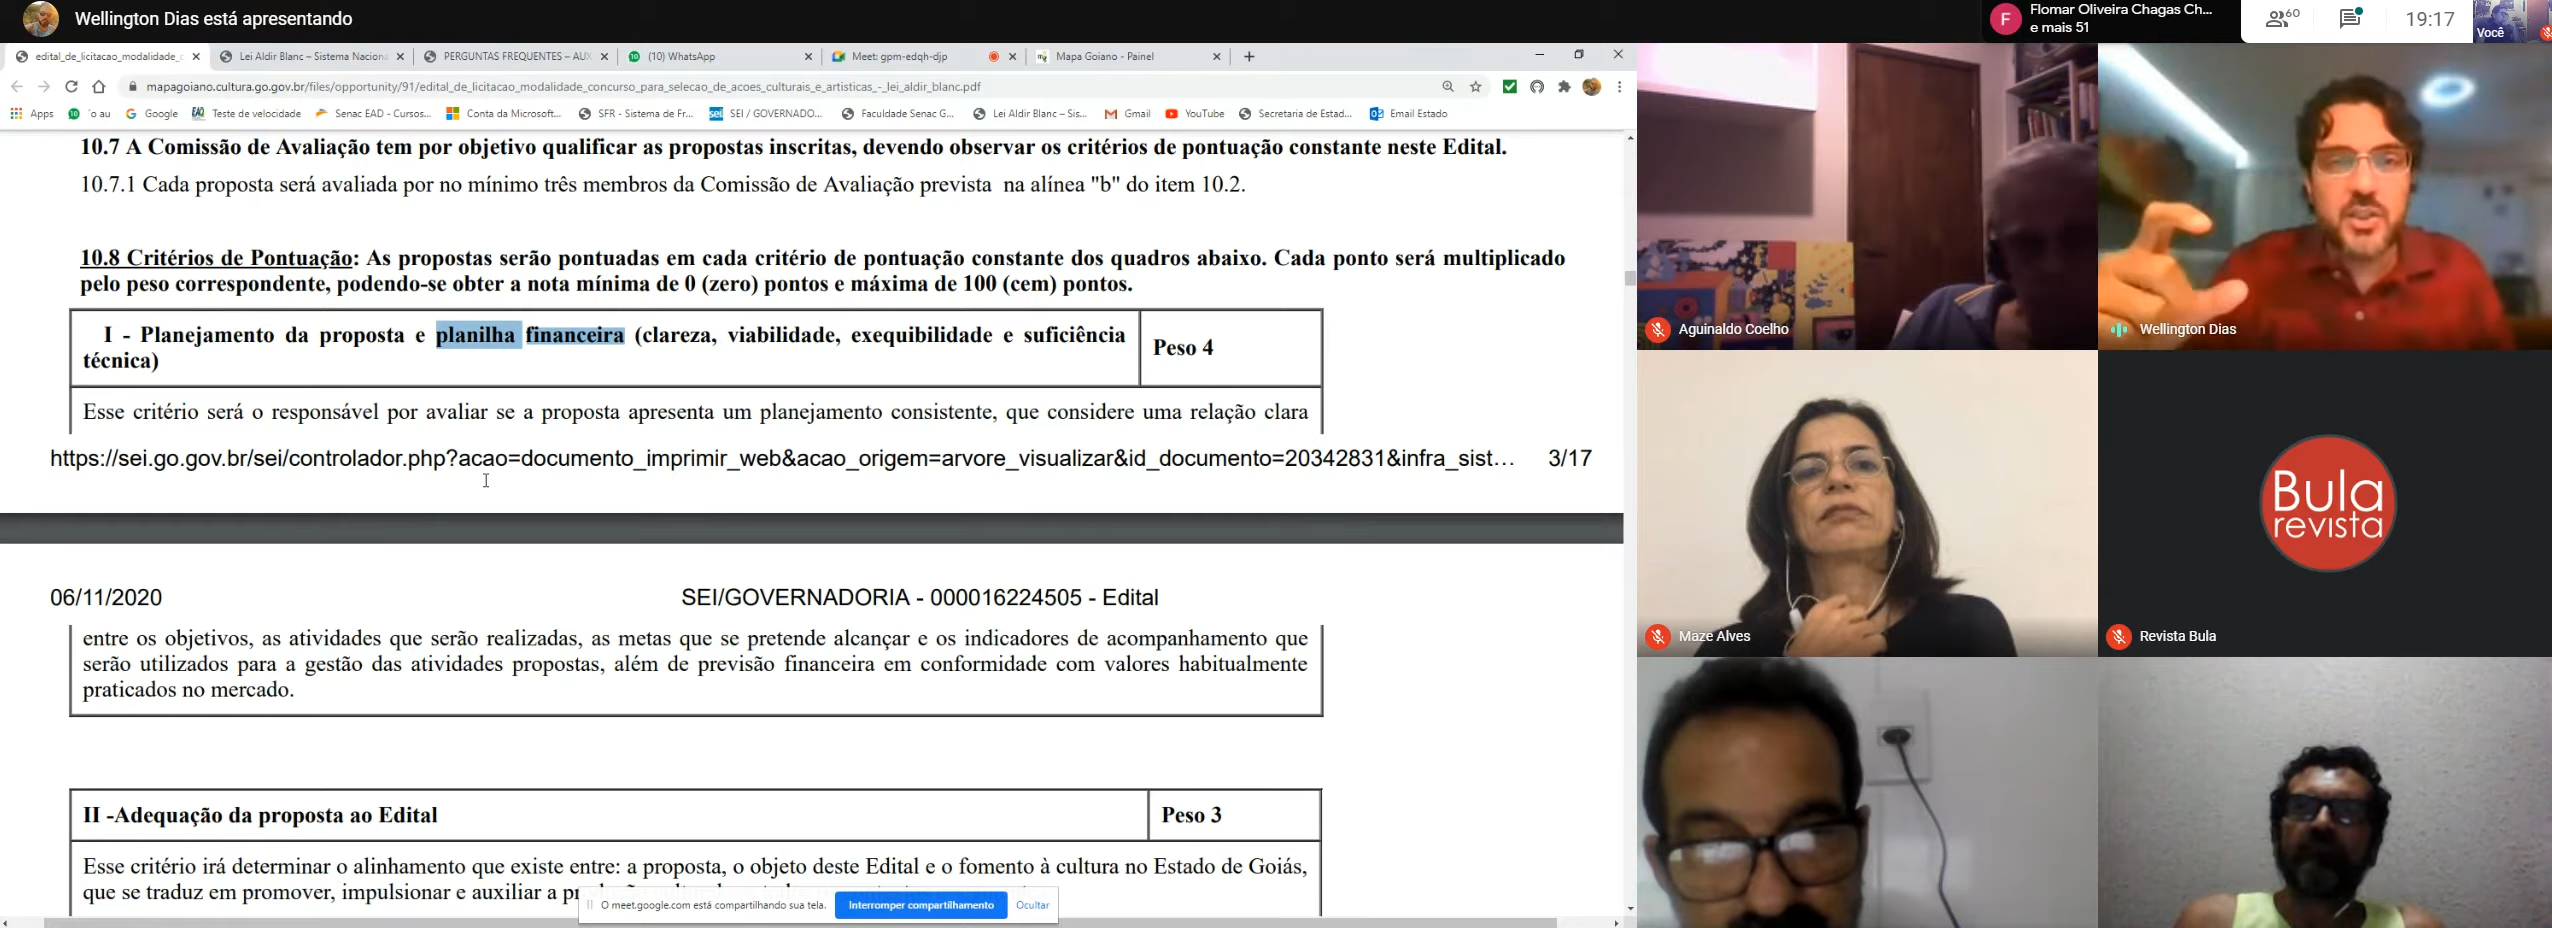 Wellington Dias está apresentando
Flomar Oliveira Chagas Ch...
F
e mais 51
60
19:17
Você
edital_de_licitacao_modalidade_c
Lei Aldir Blanc – Sistema Naciona
PERGUNTAS FREQUENTES – AUX
(10) WhatsApp
Meet: gpm-edqh-djp
Mapa Goiano - Painel
mapagoiano.cultura.go.gov.br/files/opportunity/91/edital_de_licitacao_modalidade_concurso_para_selecao_de_acoes_culturais_e_artisticas_-_lei_aldir_blanc.pdf
Apps
´o au
Google
Teste de velocidade
Senac EAD - Cursos...
Conta da Microsoft...
SFR - Sistema de Fr...
SEI / GOVERNADO...
Faculdade Senac G...
Lei Aldir Blanc – Sis...
Gmail
YouTube
Secretaria de Estad...
Email Estado
10.7 A Comissão de Avaliação tem por objetivo qualificar as propostas inscritas, devendo observar os critérios de pontuação constante neste Edital.
10.7.1 Cada proposta será avaliada por no mínimo três membros da Comissão de Avaliação prevista na alínea "b" do item 10.2.
10.8 Critérios de Pontuação: As propostas serão pontuadas em cada critério de pontuação constante dos quadros abaixo. Cada ponto será multiplicado
pelo peso correspondente, podendo-se obter a nota mínima de 0 (zero) pontos e máxima de 100 (cem) pontos.
I - Planejamento da proposta e planilha financeira (clareza, viabilidade, exequibilidade e suficiência
técnica)
Peso 4
Esse critério será o responsável por avaliar se a proposta apresenta um planejamento consistente, que considere uma relação clara
https://sei.go.gov.br/sei/controlador.php?acao=documento_imprimir_web&acao_origem=arvore_visualizar&id_documento=20342831&infra_sist… 3/17
06/11/2020
SEI/GOVERNADORIA - 000016224505 - Edital
entre os objetivos, as atividades que serão realizadas, as metas que se pretende alcançar e os indicadores de acompanhamento que
serão utilizados para a gestão das atividades propostas, além de previsão financeira em conformidade com valores habitualmente
praticados no mercado.
II -Adequação da proposta ao Edital
Peso 3
Esse critério irá determinar o alinhamento que existe entre: a proposta, o objeto deste Edital e o fomento à cultura no Estado de Goiás,
que se traduz em promover, impulsionar e auxiliar a
O meet.google.com está compartilhando sua tela.
Interromper compartilhamento
Ocultar
Aguinaldo Coelho
Wellington Dias
Maze Alves
Bula
revista
Revista Bula